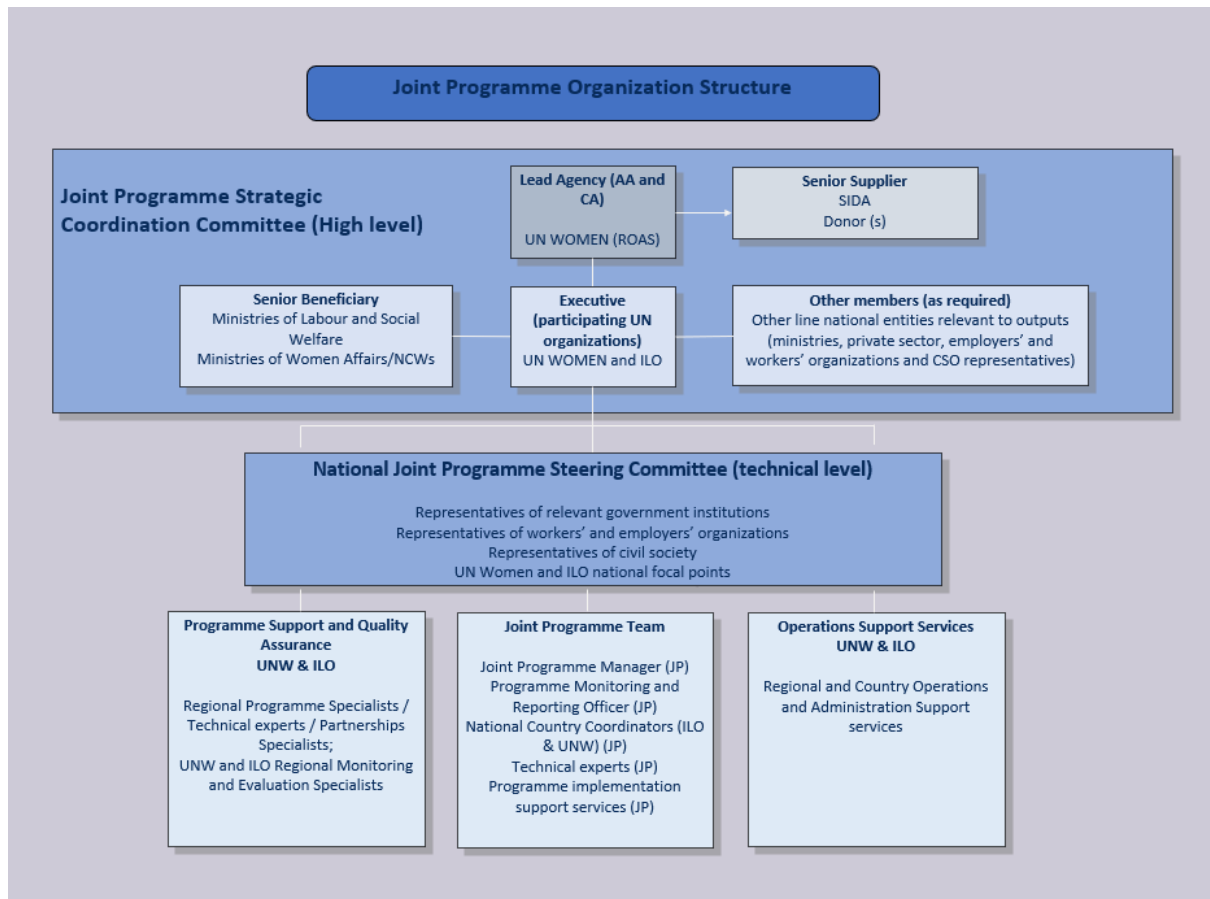 Joint Programme Organization Structure
Joint Programme Strategic
Coordination Committee (High level)
Lead Agency (AA and
CA)
UN WOMEN (ROAS)
Senior Supplier
SIDA
Donor (s)
Senior Beneficiary
Ministries of Labour and Social
Welfare
Ministries of Women Affairs/NCWs
Executive
(participating UN
organizations)
UN WOMEN and ILO
Other members (as required)
Other line national entities relevant to outputs
(ministries, private sector, employers’ and
workers’ organizations and CSO representatives)
National Joint Programme Steering Committee (technical level)
Representatives of relevant government institutions
Representatives of workers’ and employers’ organizations
Representatives of civil society
UN Women and ILO national focal points
Programme Support and Quality
Assurance
UNW & ILO
Regional Programme Specialists /
Technical experts / Partnerships
Specialists;
UNW and ILO Regional Monitoring
and Evaluation Specialists
Joint Programme Team
Joint Programme Manager (JP)
Programme Monitoring and
Reporting Officer (JP)
National Country Coordinators (ILO
& UNW) (JP)
Technical experts (JP)
Programme implementation
support services (JP)
Operations Support Services
UNW & ILO
Regional and Country Operations
and Administration Support
services